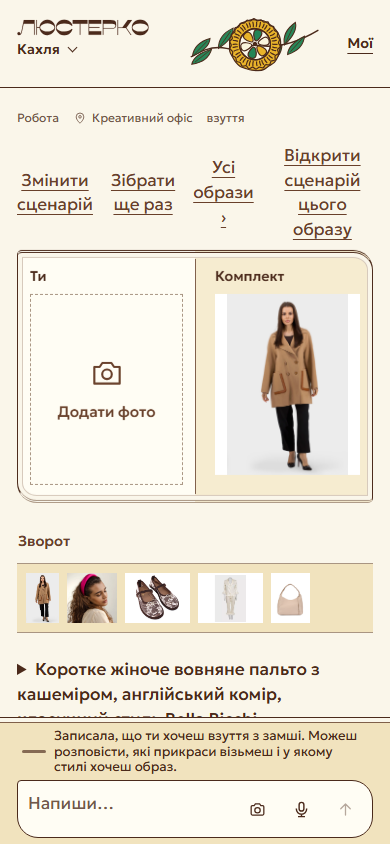 ЛЮСТЕРКО
Кахля
Мої
Робота Креативний офіс взуття
Змінити
сценарій
Зібрати
ще раз
Усі
образи
›
Відкрити
сценарій
цього
образу
Ти
Комплект
Додати фото
Зворот
Коротке жіноче вовняне пальто з
кашеміром, англійський комір,
Записала, що ти хочеш взуття з замші. Можеш
розповісти, які прикраси візьмеш і у якому
стилі хочеш образ.
Напиши...